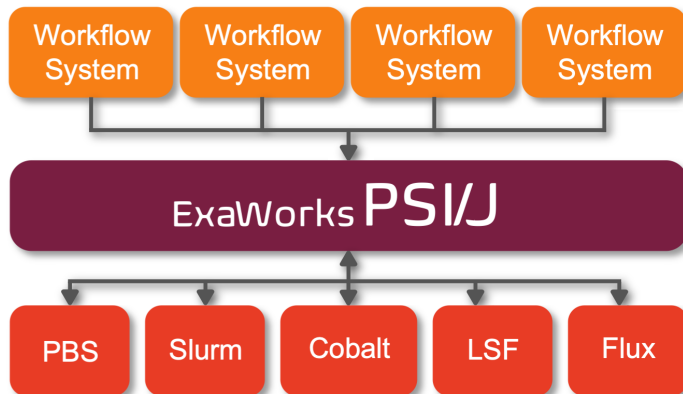 Workflow
System
Workflow
System
Workflow
System
Workflow
System
ExaWorks PSI/J
PBS
Slurm
Cobalt
LSF
Flux